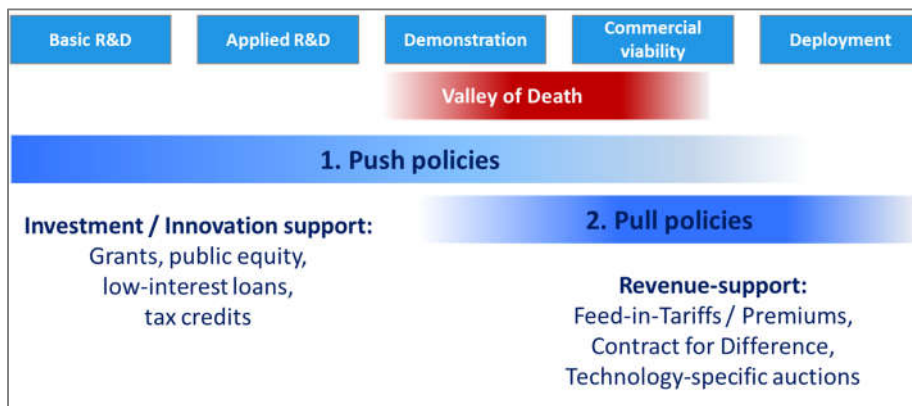 Basic R&D
Applied R&D
Demonstration
Commercial
viability
Deployment
Valley of Death
1. Push policies
2. Pull policies
Investment / Innovation support:
Grants, public equity,
low-interest loans,
tax credits
Revenue-support:
Feed-in-Tariffs / Premiums,
Contract for Difference,
Technology-specific auctions